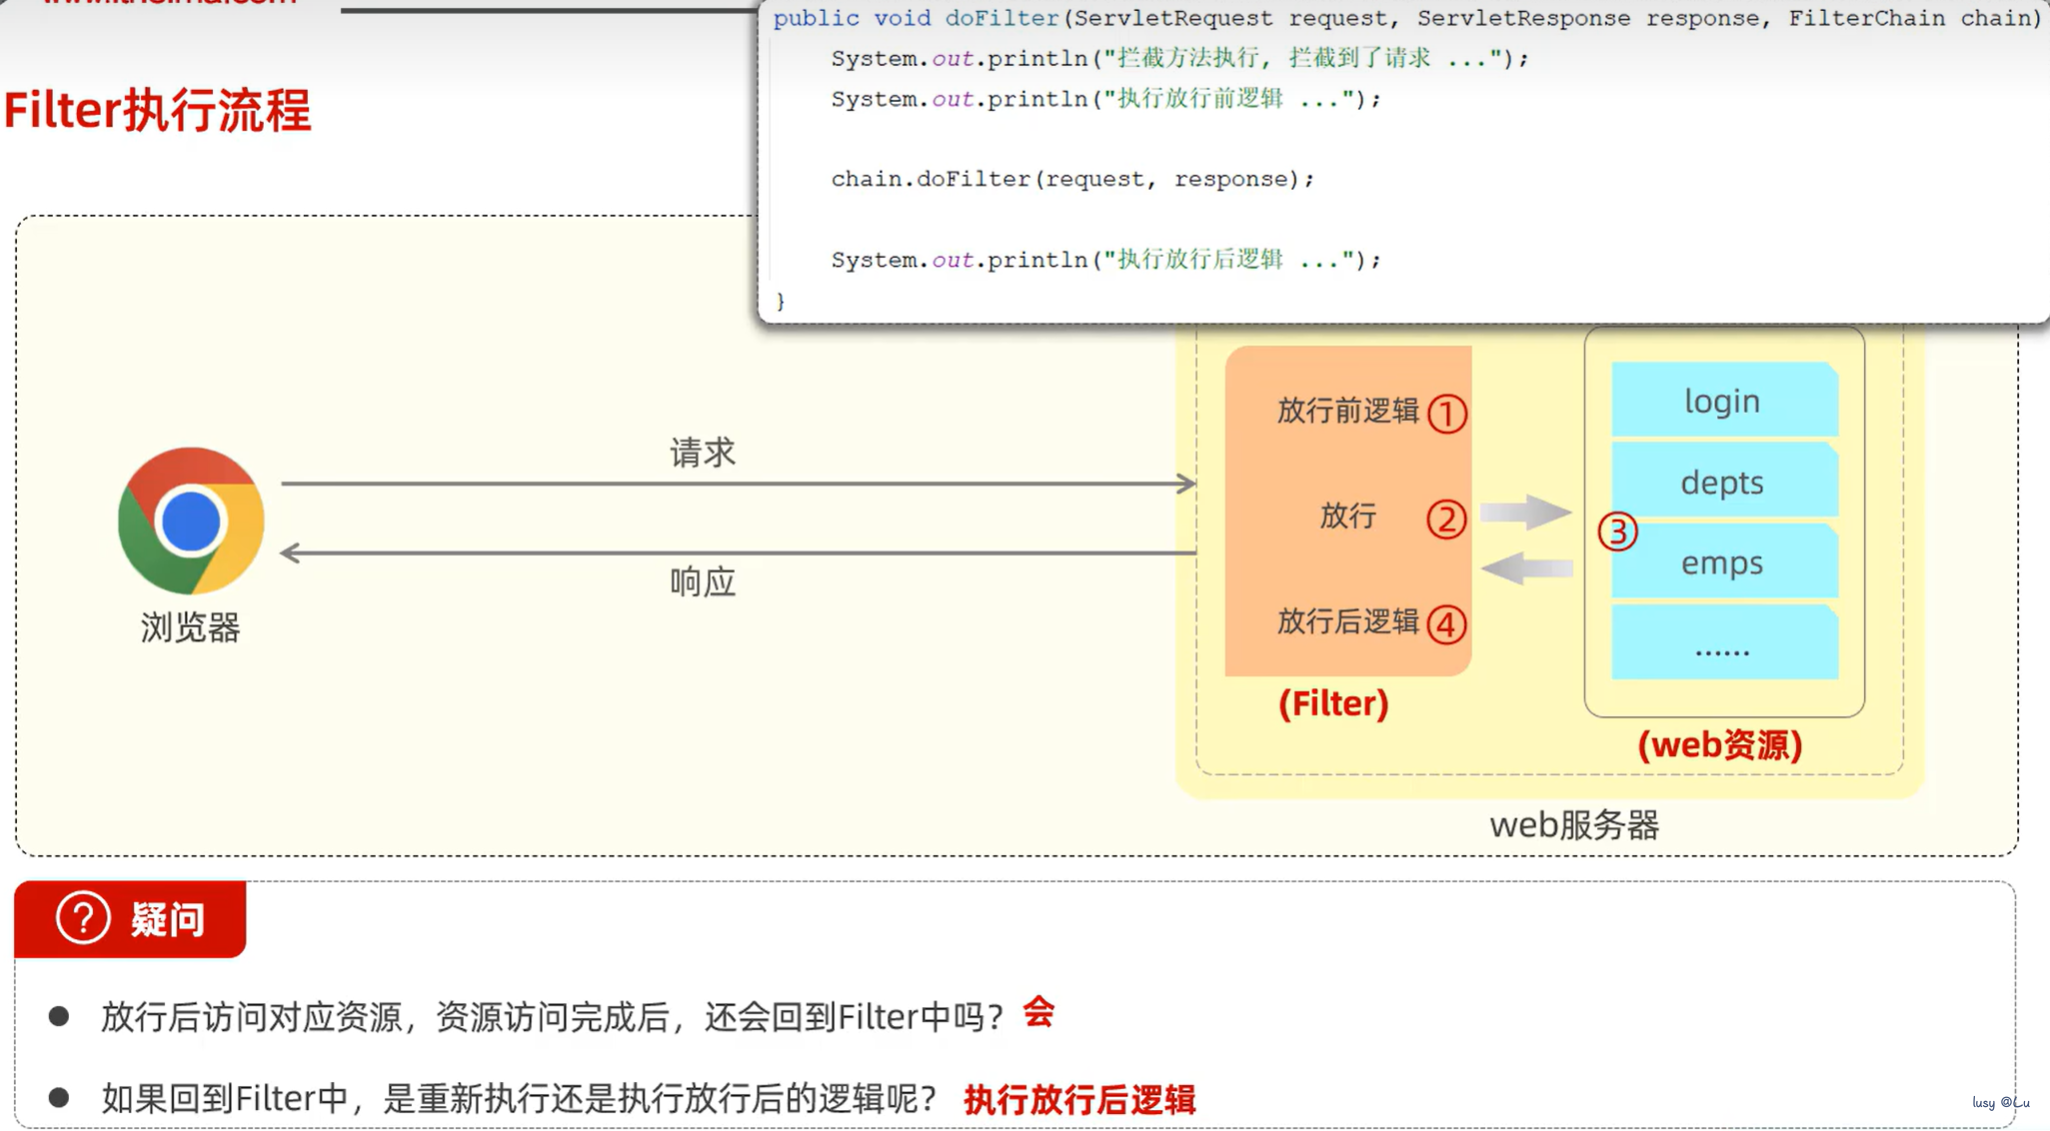 public void doFilter(ServletRequest request, ServletResponse response, FilterChain chain)
System.out.println("拦截方法执行, 拦截到了请求 ...");
System.out.println("执行放行前逻辑 ...");
chain.doFilter(request, response);
System.out.println("执行放行后逻辑 ...");
}
Filter执行流程
请求
响应
浏览器
放行前逻辑 ①
放行 ②
放行后逻辑 ④
(Filter)
③
login
depts
emps
......
(web资源)
web服务器
? 疑问
● 放行后访问对应资源，资源访问完成后，还会回到Filter中吗？ 会
● 如果回到Filter中，是重新执行还是执行放行后的逻辑呢？ 执行放行后逻辑
lusy @Lu